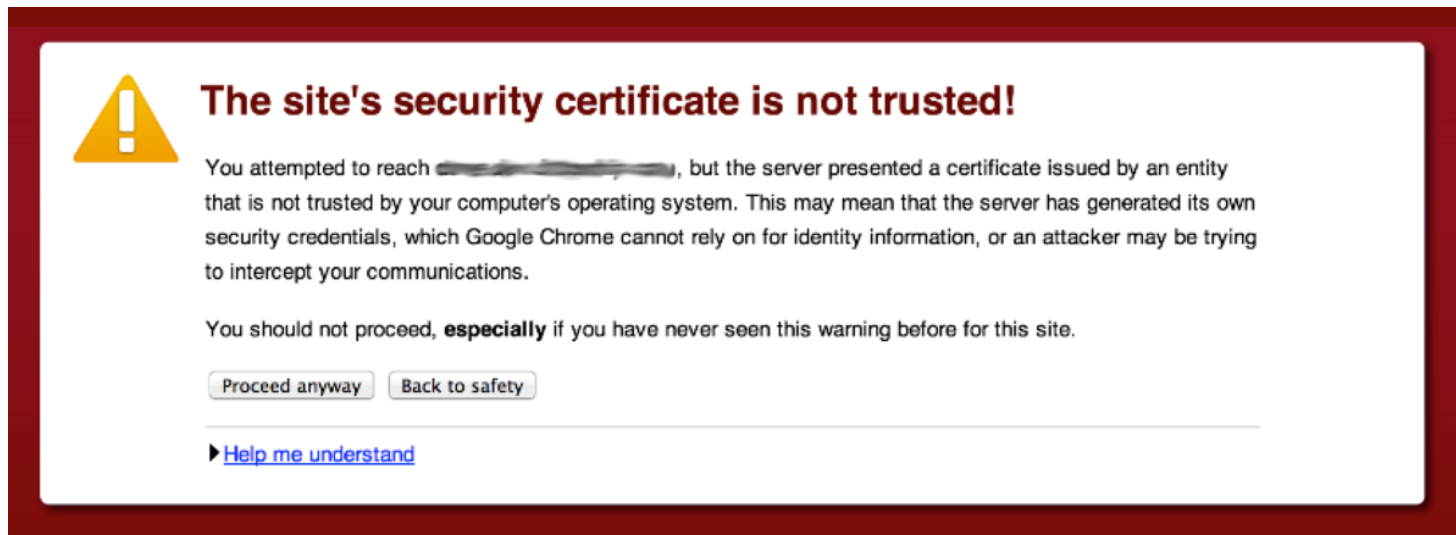 The site's security certificate is not trusted!
You attempted to reach , but the server presented a certificate issued by an entity
that is not trusted by your computer's operating system. This may mean that the server has generated its own
security credentials, which Google Chrome cannot rely on for identity information, or an attacker may be trying
to intercept your communications.
You should not proceed, especially if you have never seen this warning before for this site.
Proceed anyway Back to safety
Help me understand